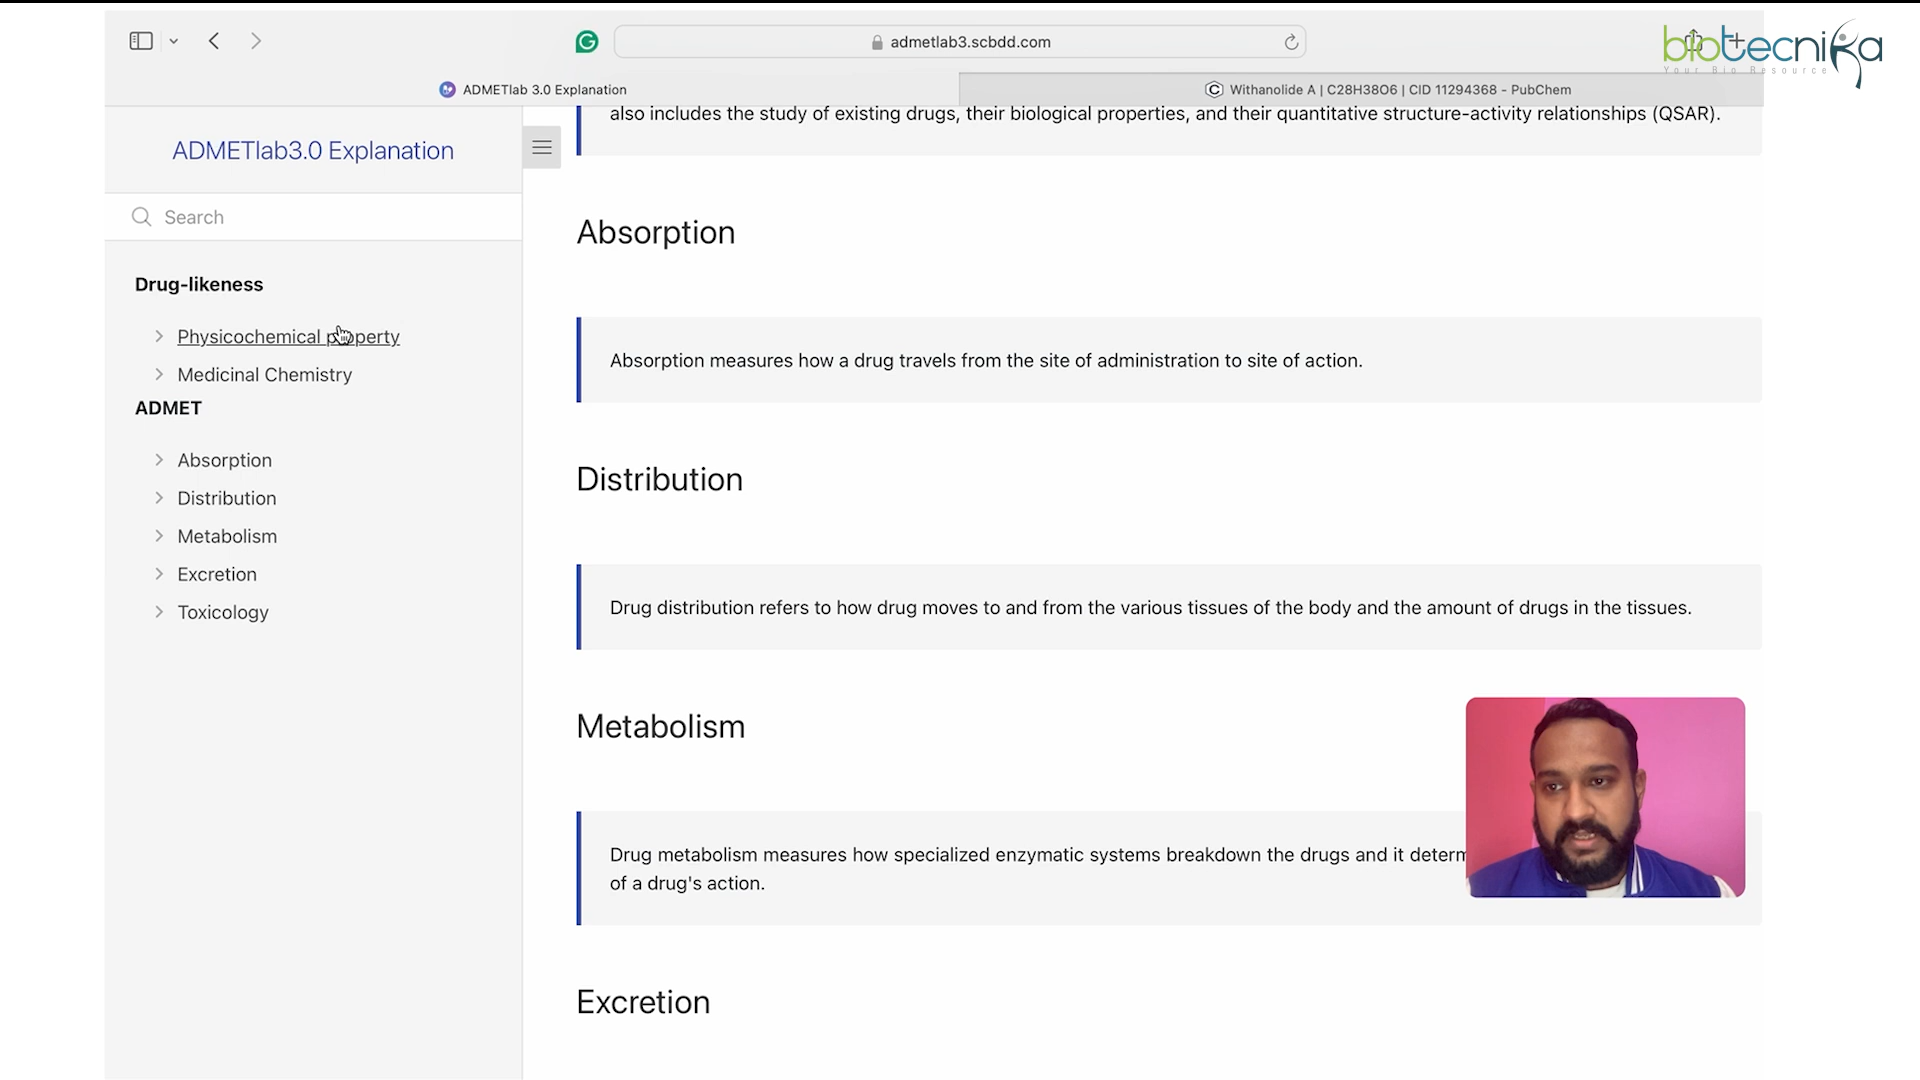 admetlab3.scbdd.com
biotecnika
Your Bio Resource
ADMETlab 3.0 Explanation
Withanolide A | C28H38O6 | CID 11294368 - PubChem
also includes the study of existing drugs, their biological properties, and their quantitative structure-activity relationships (QSAR).
ADMETlab3.0 Explanation
Search
Drug-likeness
Physicochemical property
Medicinal Chemistry
ADMET
Absorption
Distribution
Metabolism
Excretion
Toxicology
Absorption
Absorption measures how a drug travels from the site of administration to site of action.
Distribution
Drug distribution refers to how drug moves to and from the various tissues of the body and the amount of drugs in the tissues.
Metabolism
Drug metabolism measures how specialized enzymatic systems breakdown the drugs and it
of a drug's action.
Excretion